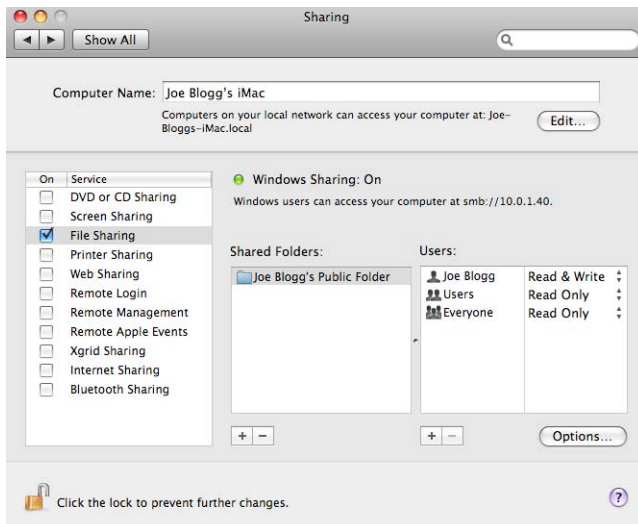 Sharing
Show All
Computer Name: Joe Blogg's iMac
Computers on your local network can access your computer at: Joe-
Bloggs-iMac.local
Edit...
On Service
DVD or CD Sharing
Screen Sharing
File Sharing
Printer Sharing
Web Sharing
Remote Login
Remote Management
Remote Apple Events
Xgrid Sharing
Internet Sharing
Bluetooth Sharing
Windows Sharing: On
Windows users can access your computer at smb://10.0.1.40.
Shared Folders:
Joe Blogg's Public Folder
Users:
Joe Blogg Read & Write
Users Read Only
Everyone Read Only
+ −
+ −
Options...
Click the lock to prevent further changes.
?